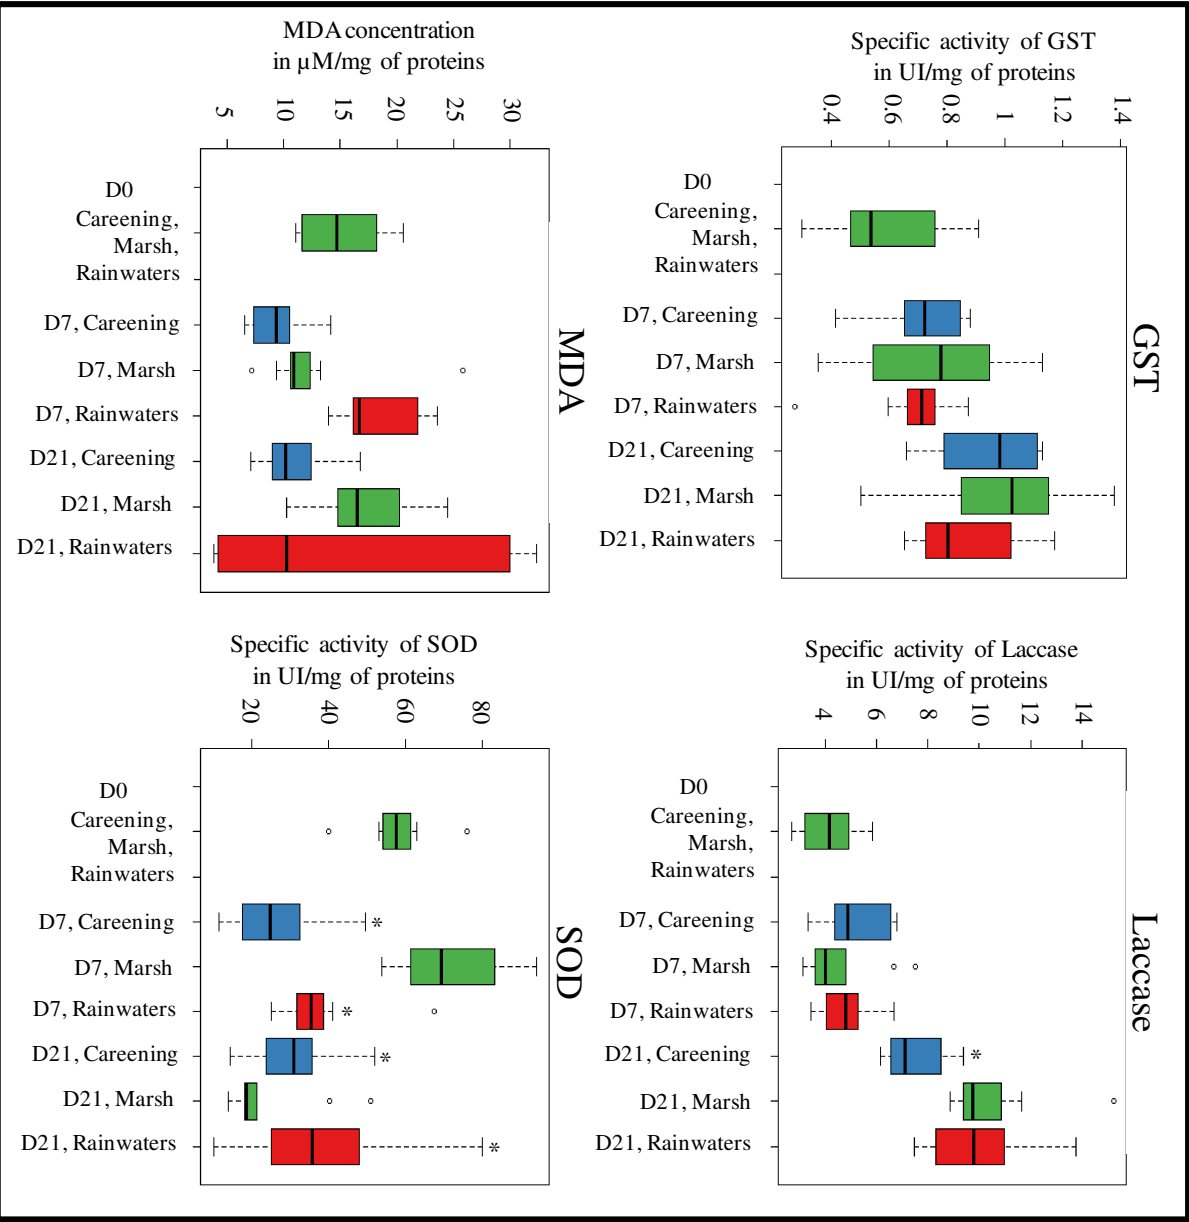 MDA concentration
in µM/mg of proteins
5 10 15 20 25 30
D0
Careening,
Marsh,
Rainwaters
D7, Careening
D7, Marsh
D7, Rainwaters
D21, Careening
D21, Marsh
D21, Rainwaters
MDA
Specific activity of GST
in UI/mg of proteins
0.4 0.6 0.8 1 1.2 1.4
D0
Careening,
Marsh,
Rainwaters
D7, Careening
D7, Marsh
D7, Rainwaters
D21, Careening
D21, Marsh
D21, Rainwaters
GST
Specific activity of SOD
in UI/mg of proteins
20 40 60 80
D0
Careening,
Marsh,
Rainwaters
D7, Careening
*
D7, Marsh
D7, Rainwaters
*
D21, Careening
*
D21, Marsh
D21, Rainwaters
*
SOD
Specific activity of Laccase
in UI/mg of proteins
4 6 8 10 12 14
D0
Careening,
Marsh,
Rainwaters
D7, Careening
D7, Marsh
D7, Rainwaters
D21, Careening
*
D21, Marsh
D21, Rainwaters
Laccase